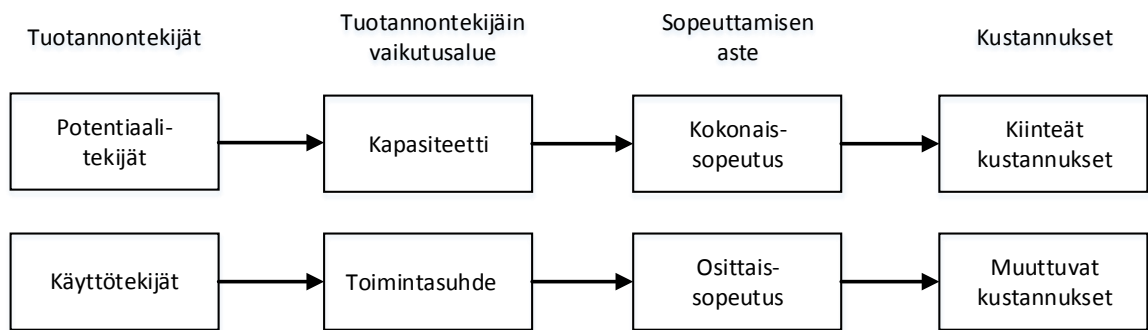 Tuotannontekijät
Tuotannontekijäin
vaikutusalue
Sopeuttamisen
aste
Kustannukset
Potentiaali-
tekijät
Kapasiteetti
Kokonais-
sopeutus
Kiinteät
kustannukset
Käyttötekijät
Toimintasuhde
Osittais-
sopeutus
Muuttuvat
kustannukset